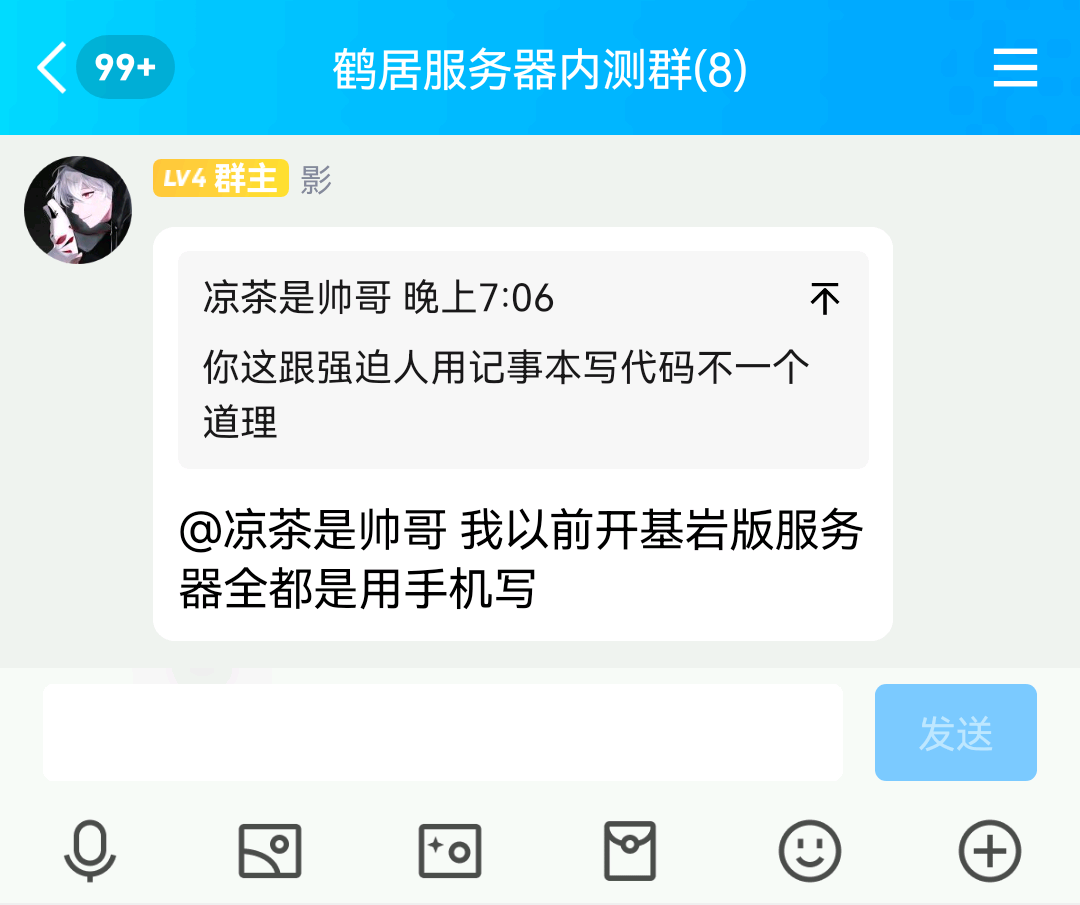 99+
鹤居服务器内测群(8)
LV4 群主 影
凉茶是帅哥 晚上7:06
你这跟强迫人用记事本写代码不一个
道理
@凉茶是帅哥 我以前开基岩版服务
器全都是用手机写
发送